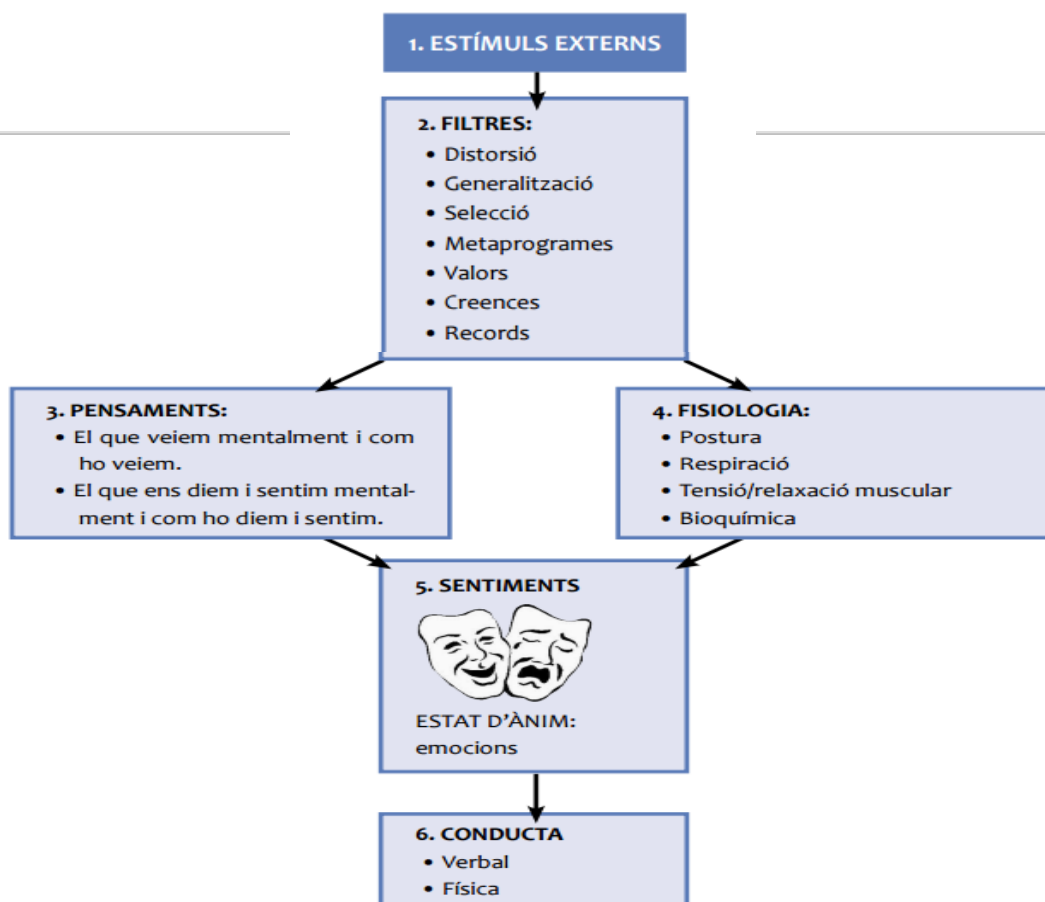 1. ESTÍMULS EXTERNS
2. FILTRES:
• Distorsió
• Generalització
• Selecció
• Metaprogrames
• Valors
• Creences
• Records
3. PENSAMENTS:
• El que veiem mentalment i com
ho veiem.
• El que ens diem i sentim mental-
ment i com ho diem i sentim.
4. FISIOLOGIA:
• Postura
• Respiració
• Tensió/relaxació muscular
• Bioquímica
5. SENTIMENTS
ESTAT D’ÀNIM:
emocions
6. CONDUCTA
• Verbal
• Física